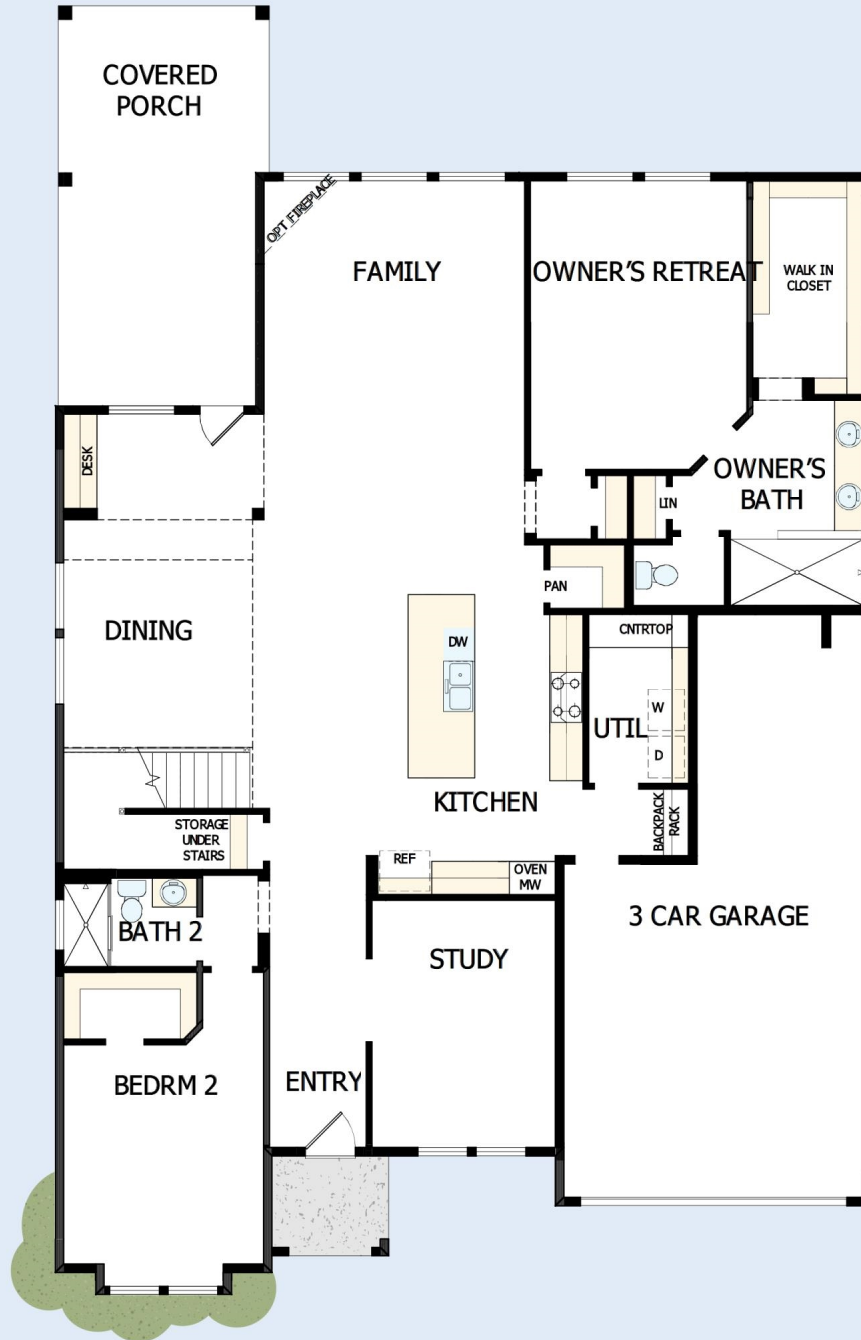 COVERED
PORCH
OPT FIREPLACE
FAMILY
OWNER'S RETREAT
WALK IN
CLOSET
DESK
OWNER'S
BATH
LIN
PAN
DINING
DW
CNTRTOP
W
UTIL
D
KITCHEN
STORAGE
UNDER
STAIRS
BACKPACK
RACK
REF
OVEN
MW
BATH 2
STUDY
3 CAR GARAGE
BEDRM 2
ENTRY